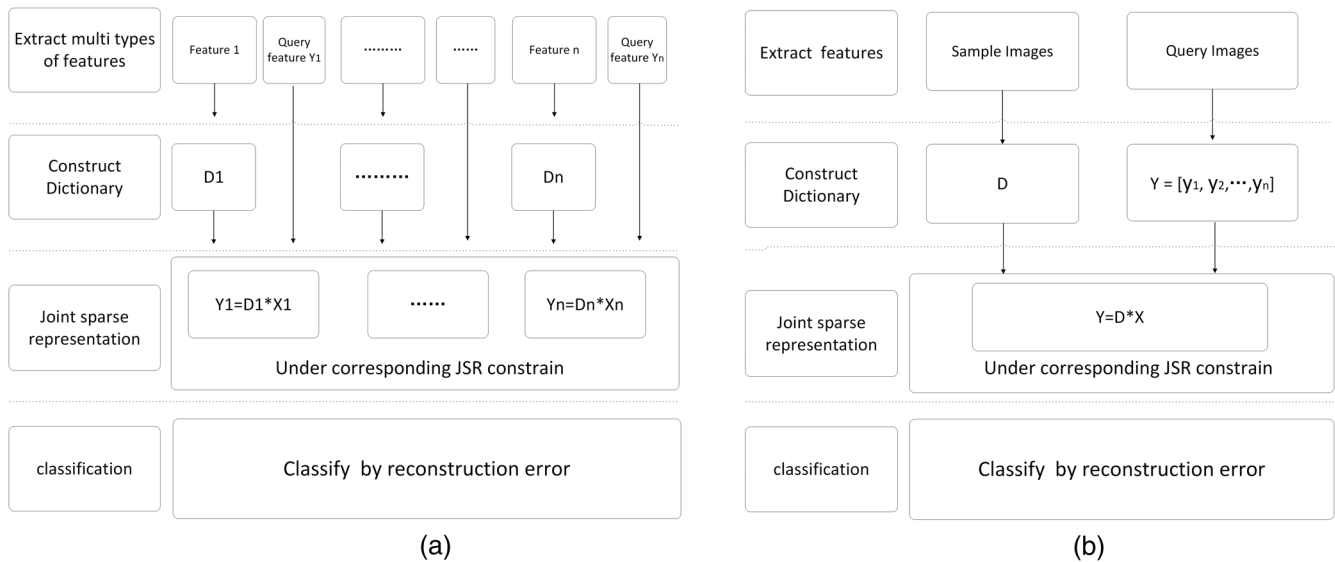 Extract multi types
of features
Feature 1
Query
feature Y1
………
……
Feature n
Query
feature Yn
Construct
Dictionary
D1
………
Dn
Joint sparse
representation
Y1=D1*X1
……
Yn=Dn*Xn
Under corresponding JSR constrain
classification
Classify by reconstruction error
(a)
Extract features
Sample Images
Query Images
Construct
Dictionary
D
Y = [y1, y2,…,yn]
Joint sparse
representation
Y=D*X
Under corresponding JSR constrain
classification
Classify by reconstruction error
(b)